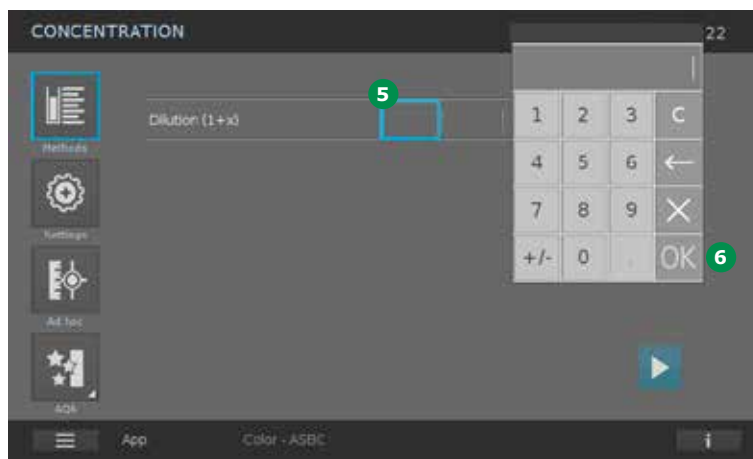 CONCENTRATION
22
5
Dilution (1+x)
1 2 3 C
4 5 6 ←
7 8 9 X
+/- 0 . OK
6
Methods
Settings
Ad hoc
AQA
App
Color - ASBC
i